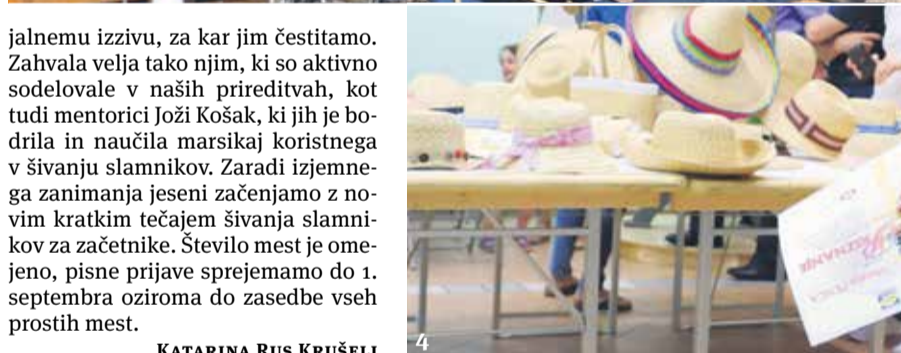 jalnemu izzivu, za kar jim čestitamo.
Zahvala velja tako njim, ki so aktivno
sodelovale v naših prireditvah, kot
tudi mentorici Joži Košak, ki jih je bo-
drila in naučila marsikaj koristnega
v šivanju slamnikov. Zaradi izjemne-
ga zanimanja jeseni začenjamo z no-
vim kratkim tečajem šivanja slamni-
kov za začetnike. Število mest je ome-
jeno, pisne prijave sprejemamo do 1.
septembra oziroma do zasedbe vseh
prostih mest.
KATARINA RUS KRUŠELJ
4
PRIZNANJE